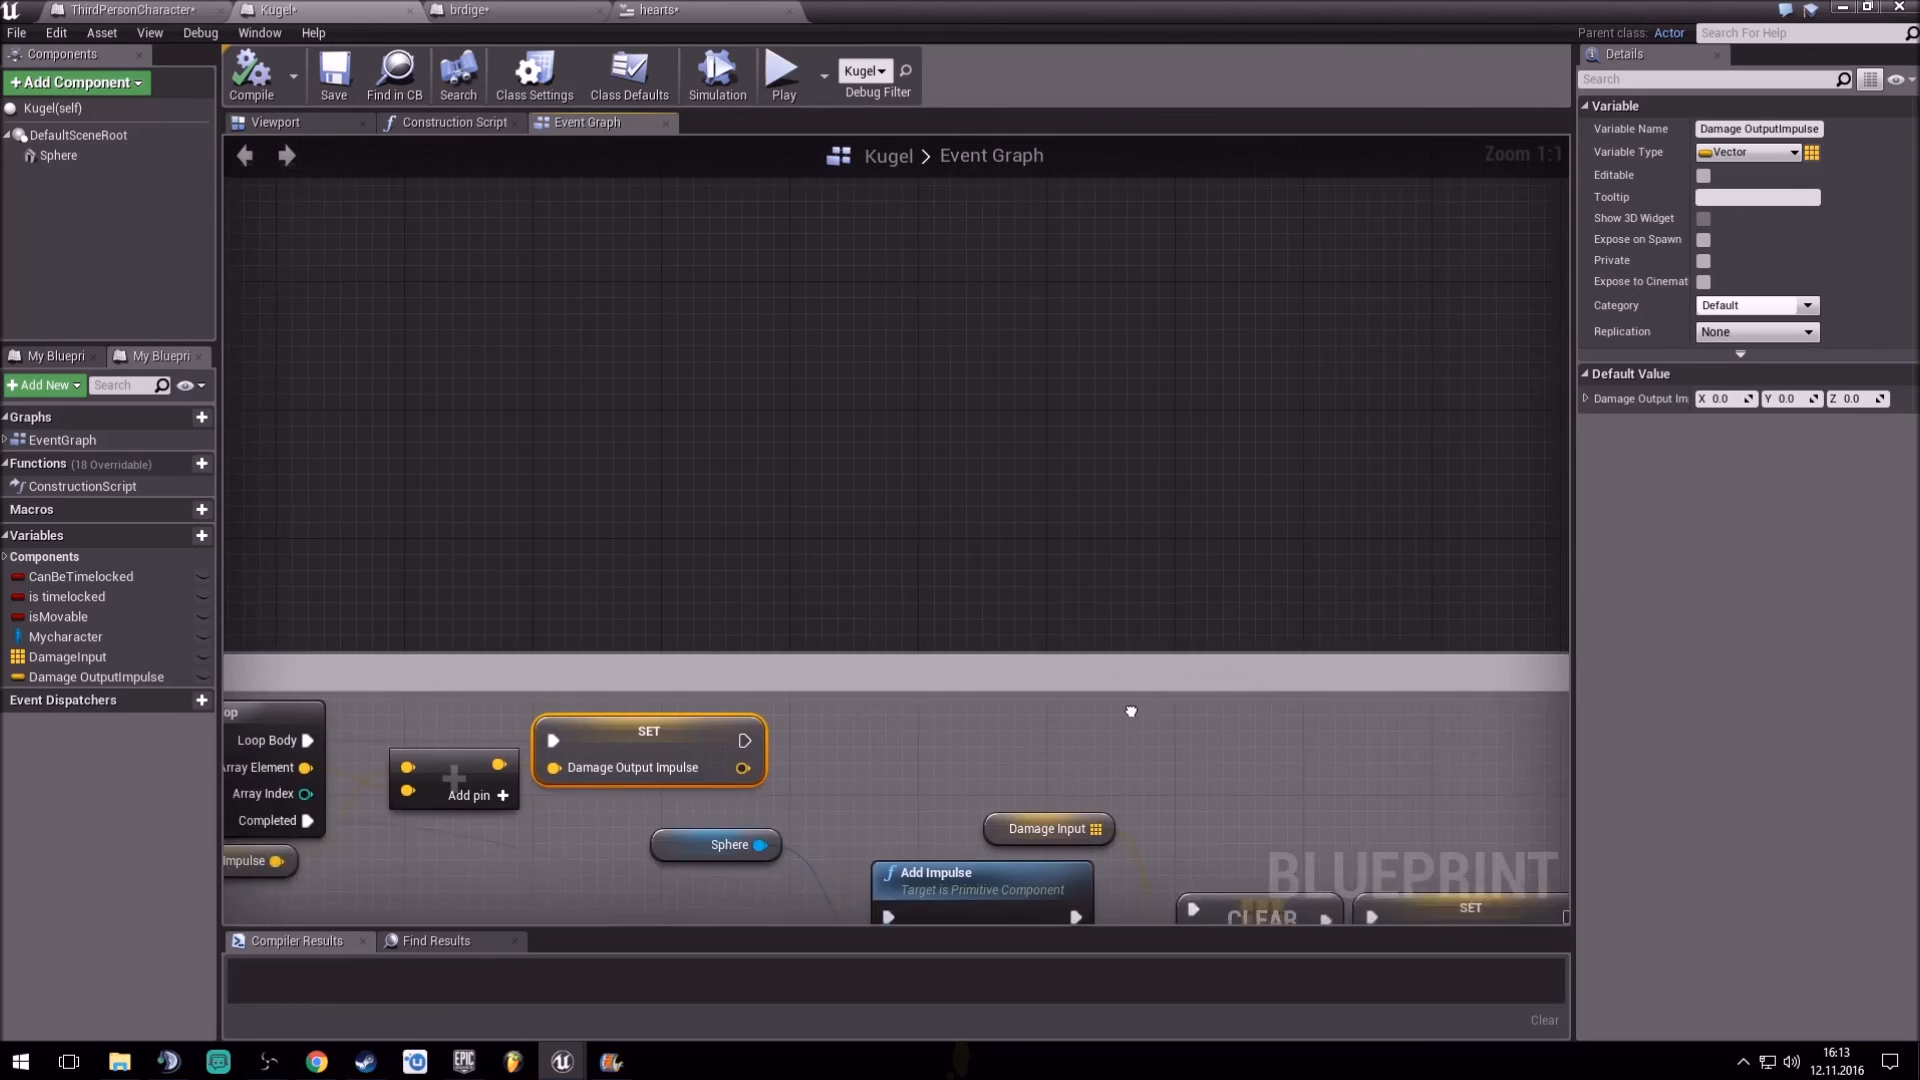 ThirdPersonCharacter*
Kugel*
brdige*
hearts*
File Edit Asset View Debug Window Help
Parent class: Actor
Search For Help
Components
Add Component
Kugel(self)
DefaultSceneRoot
Sphere
Compile
Save
Find in CB
Search
Class Settings
Class Defaults
Simulation
Play
Kugel
Debug Filter
Viewport
Construction Script
Event Graph
Kugel > Event Graph
Zoom 1:1
My Bluepri
My Bluepri
Add New
Search
Graphs
EventGraph
Functions (18 Overridable)
ConstructionScript
Macros
Variables
Components
CanBeTimelocked
is timelocked
isMovable
Mycharacter
DamageInput
Damage OutputImpulse
Event Dispatchers
op
Loop Body
Array Element
Array Index
Completed
Impulse
Add pin
SET
Damage Output Impulse
Sphere
Damage Input
Add Impulse
Target is Primitive Component
CLEAR
SET
BLUEPRINT
Compiler Results
Find Results
Clear
Details
Search
Variable
Variable Name Damage OutputImpulse
Variable Type Vector
Editable
Tooltip
Show 3D Widget
Expose on Spawn
Private
Expose to Cinemat
Category Default
Replication None
Default Value
Damage Output Im X 0.0 Y 0.0 Z 0.0
EPIC
16:13
12.11.2016